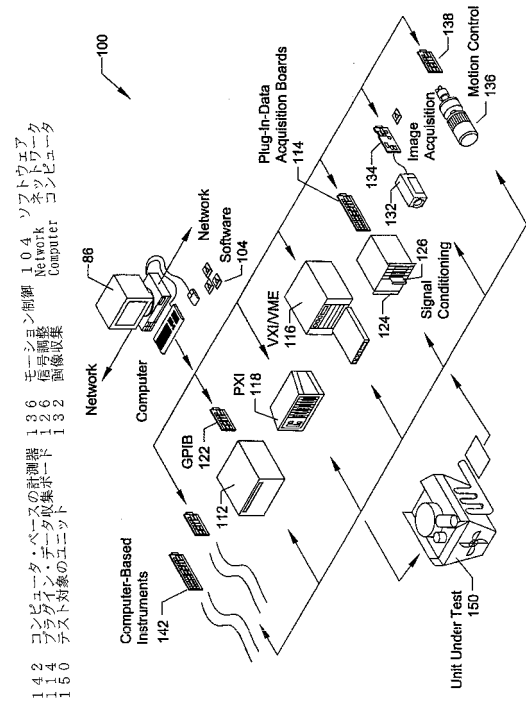 142 コンピュータ・ベースの計測器 136 モーション制御 104 ソフトウェア
114 プラグイン・データ収集ボード 126 信号調整 Network ネットワーク
150 テスト対象のユニット 132 画像収集 Computer コンピュータ
100
86
Network
Network
Computer
Software
104
GPIB
122
112
PXI
118
VXI/VME
116
Plug-In-Data
Acquisition Boards
114
134
Image
Acquisition
132
138
Motion Control
136
124
126
Signal
Conditioning
Computer-Based
Instruments
142
Unit Under Test
150